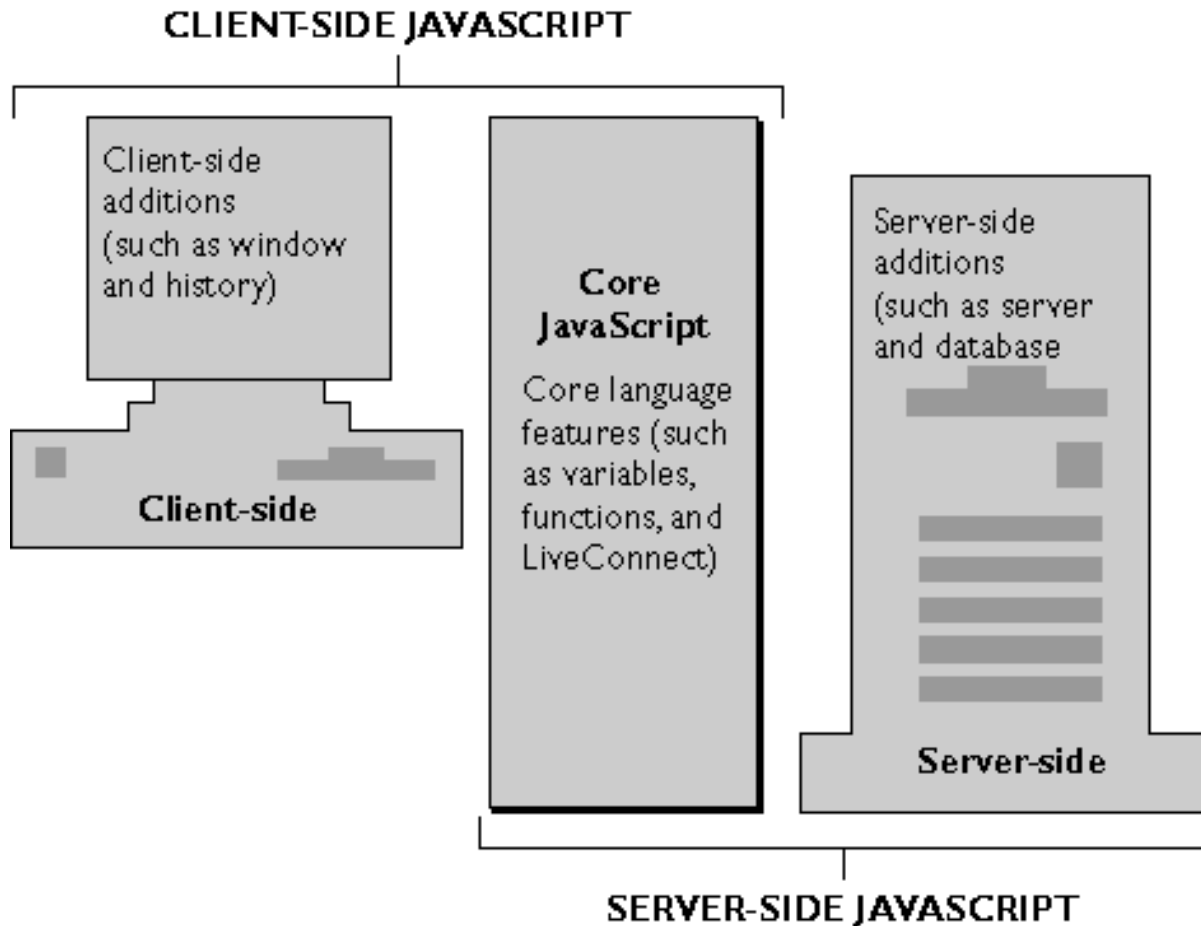 CLIENT-SIDE JAVASCRIPT
Client-side
additions
(such as window
and history)
Client-side
Core
JavaScript
Core language
features (such
as variables,
functions, and
LiveConnect)
Server-side
additions
(such as server
and database
Server-side
SERVER-SIDE JAVASCRIPT